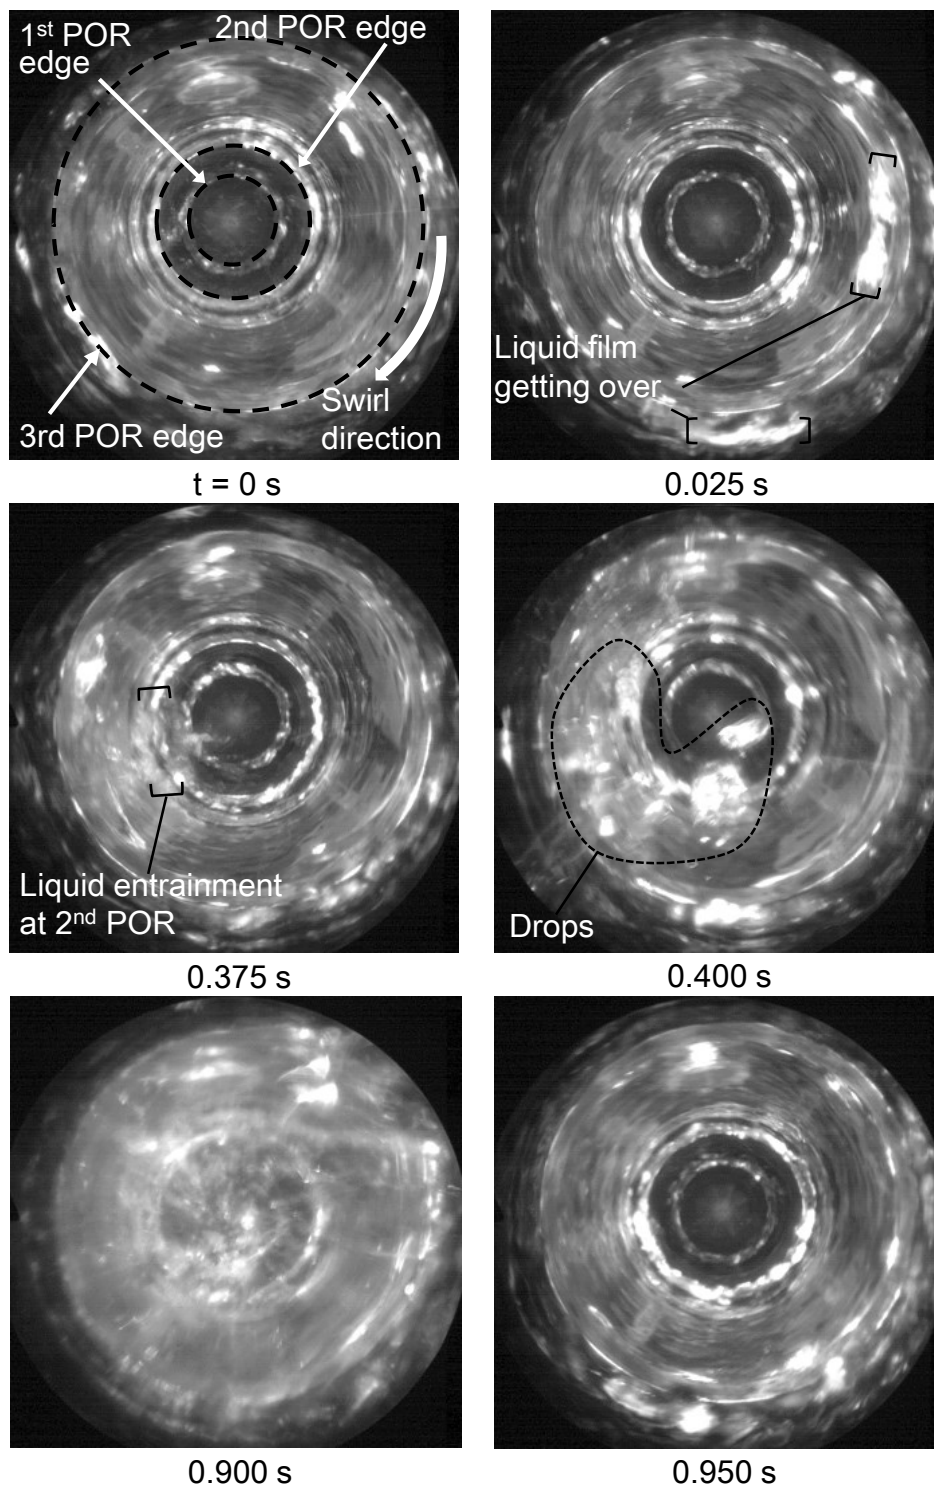 1st POR
edge
2nd POR edge
Swirl
direction
3rd POR edge
t = 0 s
Liquid film
getting over
0.025 s
Liquid entrainment
at 2nd POR
0.375 s
Drops
0.400 s
0.900 s
0.950 s